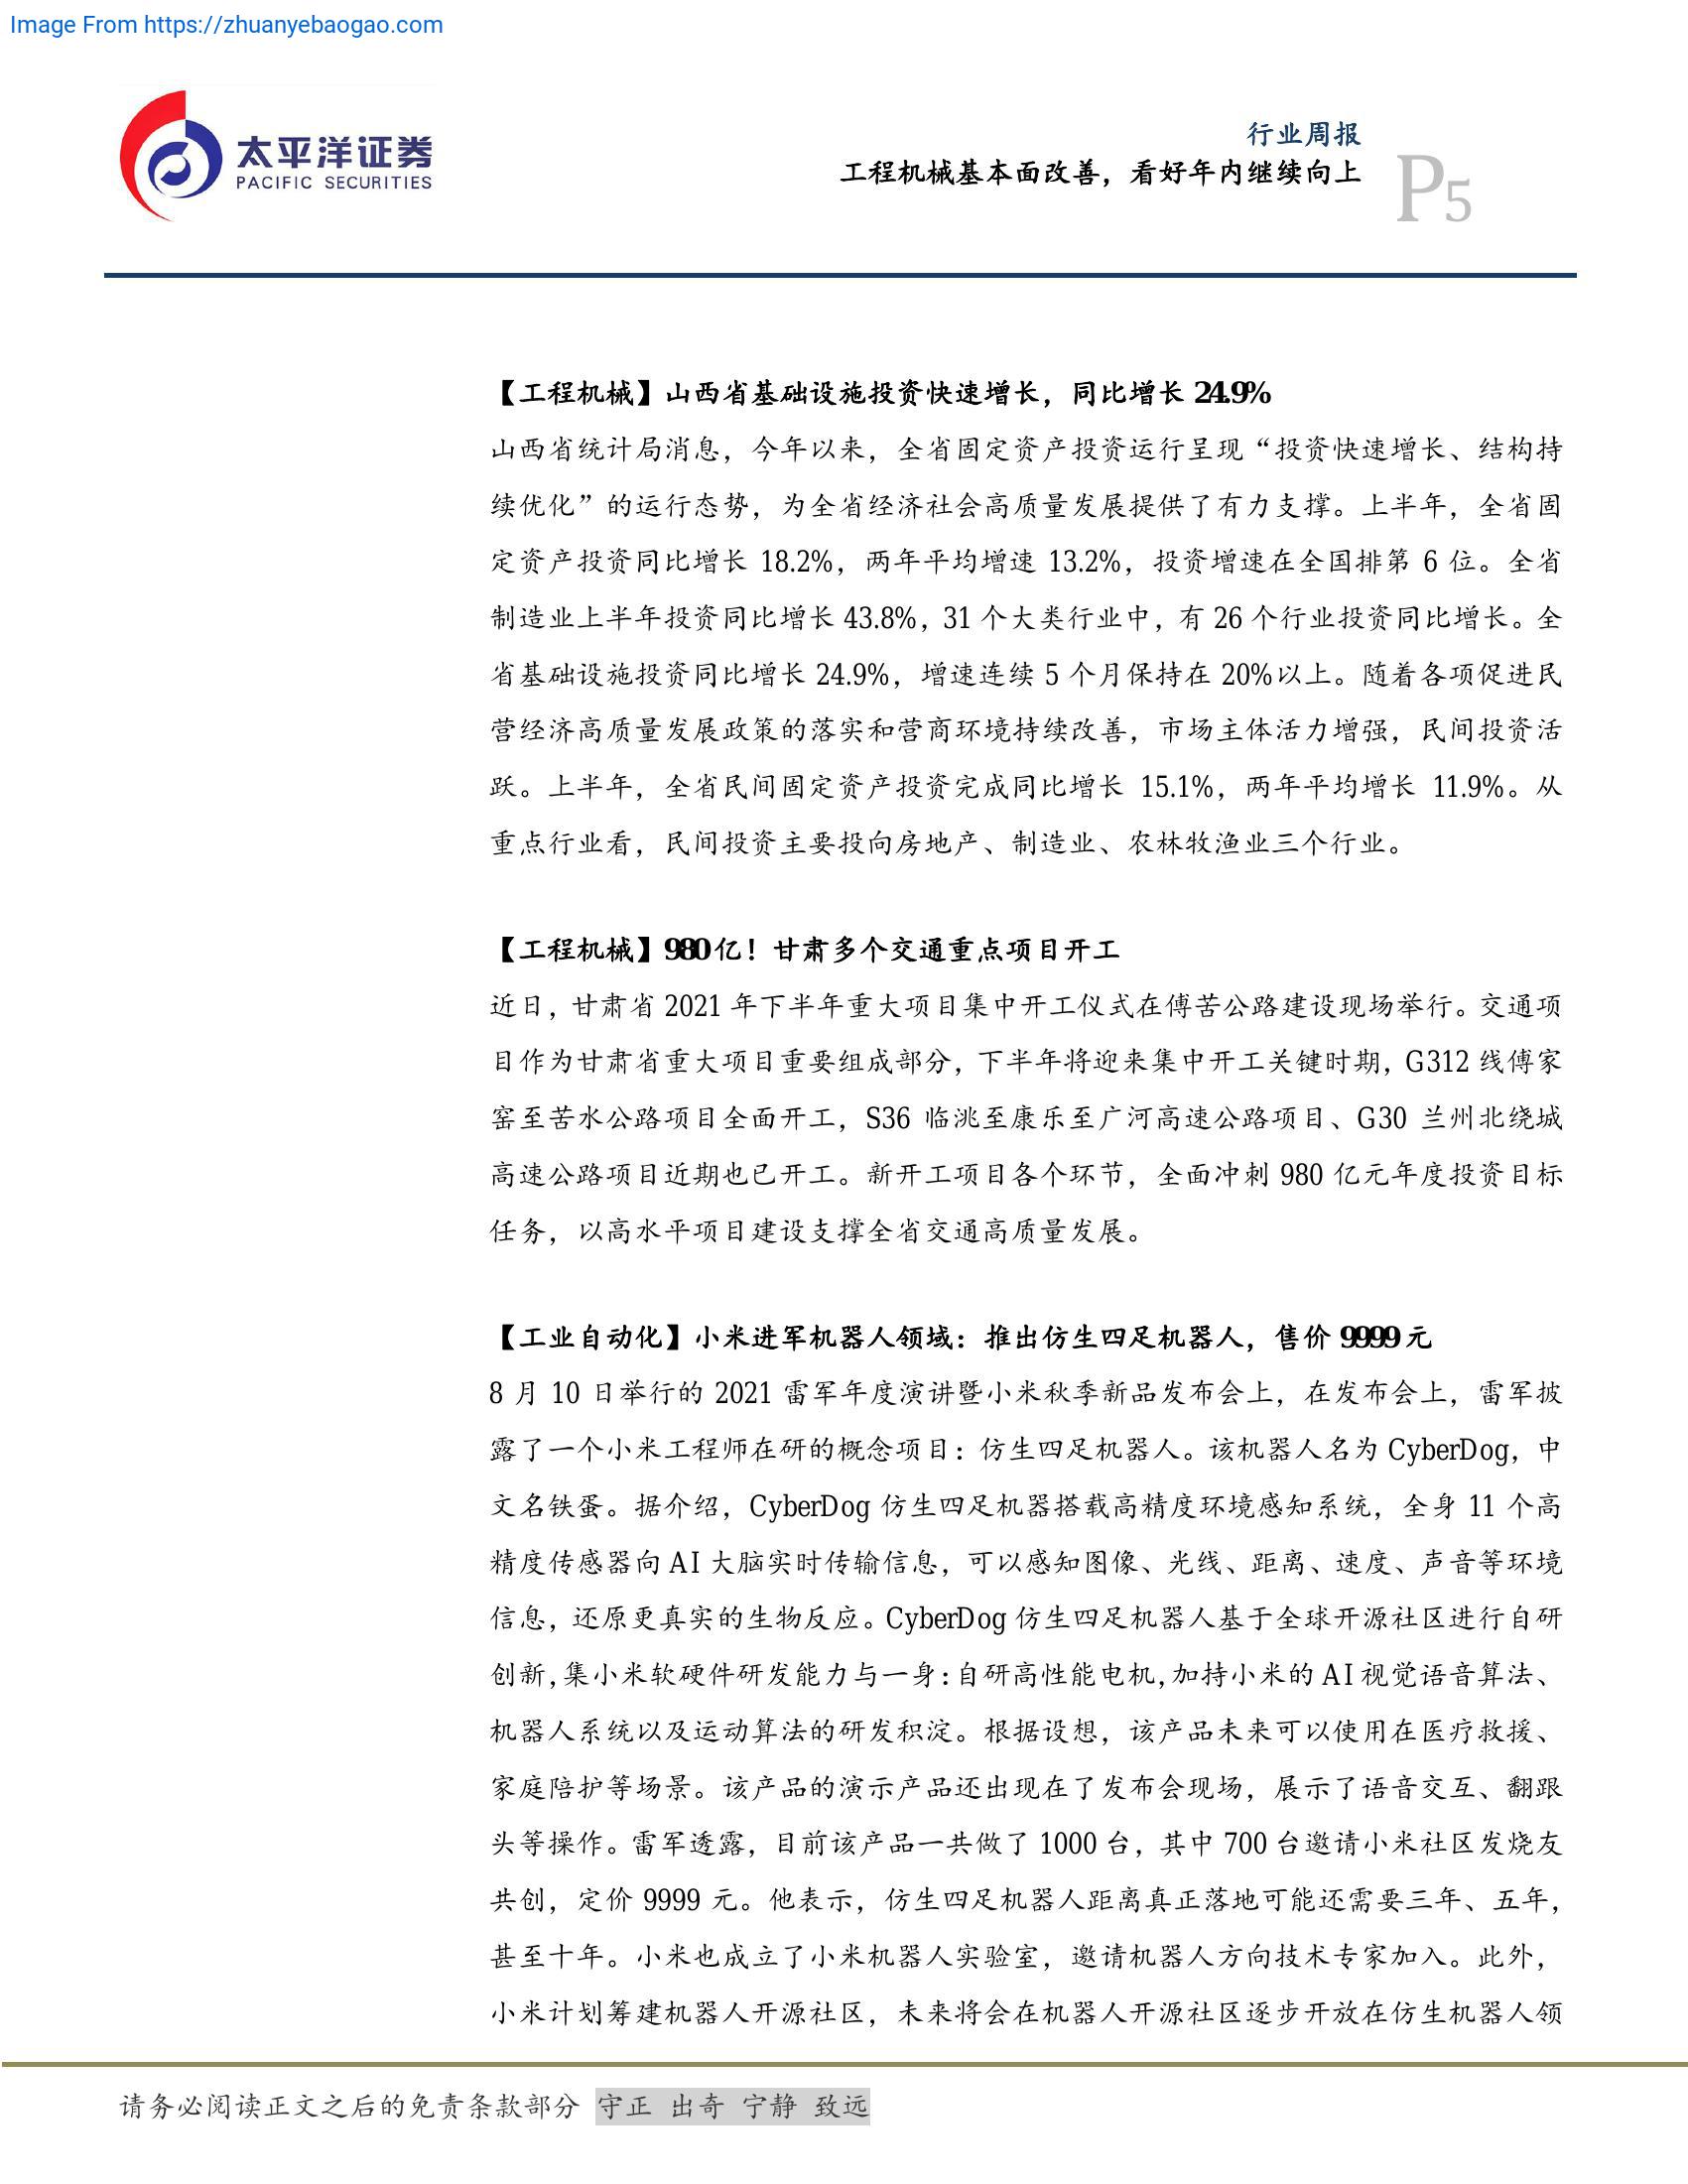 Image From https://zhuanyebaogao.com
太平洋证券
PACIFIC SECURITIES
行业周报
工程机械基本面改善，看好年内继续向上
P5
【工程机械】山西省基础设施投资快速增长，同比增长 24.9%
山西省统计局消息，今年以来，全省固定资产投资运行呈现“投资快速增长、结构持
续优化”的运行态势，为全省经济社会高质量发展提供了有力支撑。上半年，全省固
定资产投资同比增长 18.2%，两年平均增速 13.2%，投资增速在全国排第 6 位。全省
制造业上半年投资同比增长 43.8%，31 个大类行业中，有 26 个行业投资同比增长。全
省基础设施投资同比增长 24.9%，增速连续 5 个月保持在 20%以上。随着各项促进民
营经济高质量发展政策的落实和营商环境持续改善，市场主体活力增强，民间投资活
跃。上半年，全省民间固定资产投资完成同比增长 15.1%，两年平均增长 11.9%。从
重点行业看，民间投资主要投向房地产、制造业、农林牧渔业三个行业。
【工程机械】980 亿！甘肃多个交通重点项目开工
近日，甘肃省 2021 年下半年重大项目集中开工仪式在傅苦公路建设现场举行。交通项
目作为甘肃省重大项目重要组成部分，下半年将迎来集中开工关键时期，G312 线傅家
窑至苦水公路项目全面开工，S36 临洮至康乐至广河高速公路项目、G30 兰州北绕城
高速公路项目近期也已开工。新开工项目各个环节，全面冲刺 980 亿元年度投资目标
任务，以高水平项目建设支撑全省交通高质量发展。
【工业自动化】小米进军机器人领域：推出仿生四足机器人，售价 9999 元
8 月 10 日举行的 2021 雷军年度演讲暨小米秋季新品发布会上，在发布会上，雷军披
露了一个小米工程师在研的概念项目：仿生四足机器人。该机器人名为 CyberDog，中
文名铁蛋。据介绍，CyberDog 仿生四足机器搭载高精度环境感知系统，全身 11 个高
精度传感器向 AI 大脑实时传输信息，可以感知图像、光线、距离、速度、声音等环境
信息，还原更真实的生物反应。CyberDog 仿生四足机器人基于全球开源社区进行自研
创新，集小米软硬件研发能力与一身：自研高性能电机，加持小米的 AI 视觉语音算法、
机器人系统以及运动算法的研发积淀。根据设想，该产品未来可以使用在医疗救援、
家庭陪护等场景。该产品的演示产品还出现在了发布会现场，展示了语音交互、翻跟
头等操作。雷军透露，目前该产品一共做了 1000 台，其中 700 台邀请小米社区发烧友
共创，定价 9999 元。他表示，仿生四足机器人距离真正落地可能还需要三年、五年，
甚至十年。小米也成立了小米机器人实验室，邀请机器人方向技术专家加入。此外，
小米计划筹建机器人开源社区，未来将会在机器人开源社区逐步开放在仿生机器人领
请务必阅读正文之后的免责条款部分 守正 出奇 宁静 致远